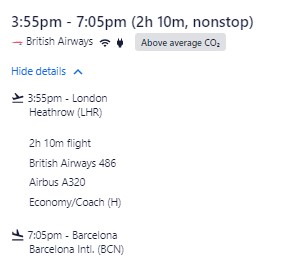 3:55pm - 7:05pm (2h 10m, nonstop)
British Airways Above average CO₂
Hide details
3:55pm - London
Heathrow (LHR)
2h 10m flight
British Airways 486
Airbus A320
Economy/Coach (H)
7:05pm - Barcelona
Barcelona Intl. (BCN)